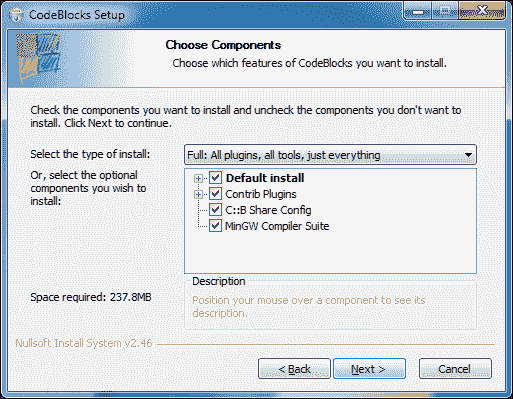 CodeBlocks Setup
Choose Components
Choose which features of CodeBlocks you want to install.
Check the components you want to install and uncheck the components you don't want to
install. Click Next to continue.
Select the type of install:
Full: All plugins, all tools, just everything
Or, select the optional
components you wish to
install:
Default install
Contrib Plugins
C::B Share Config
MinGW Compiler Suite
Space required: 237.8MB
Description
Position your mouse over a component to see its
description.
Nullsoft Install System v2.46
< Back
Next >
Cancel